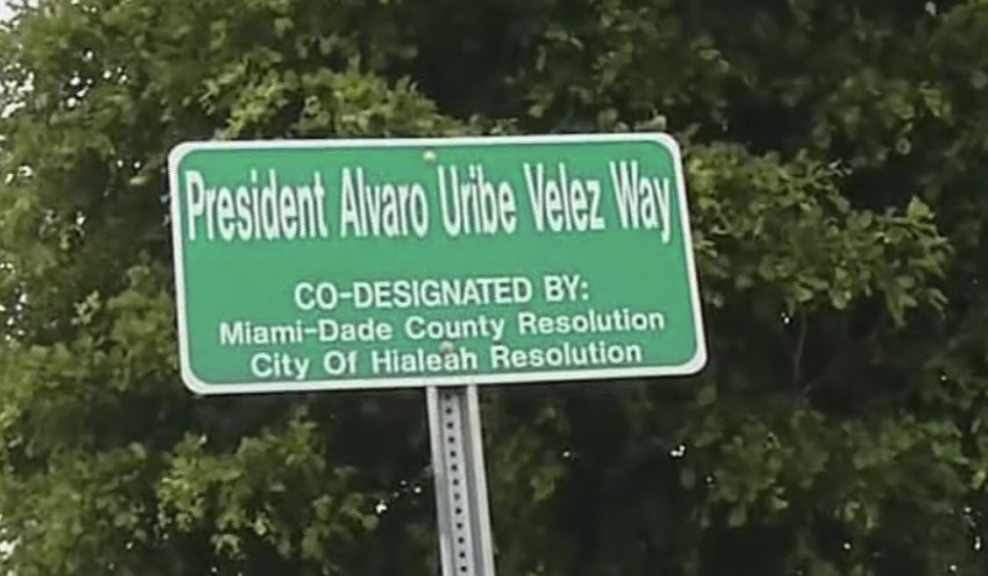 President Alvaro Uribe Velez Way
CO-DESIGNATED BY:
Miami-Dade County Resolution
City Of Hialeah Resolution